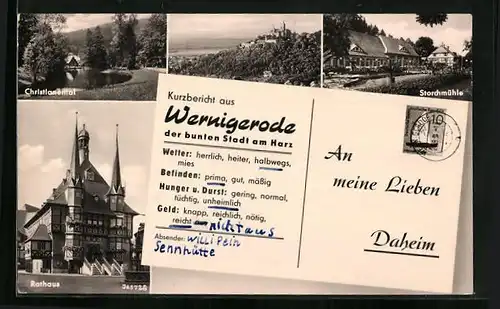 Christianental
Storchmühle
Kurzbericht aus
Wernigerode
der bunten Stadt am Harz
Wetter: herrlich, heiter, halbwegs,
mies
Befinden: prima, gut, mäßig
Hunger u. Durst: gering, normal,
tüchtig, unheimlich
Geld: knapp, reichlich, nötig,
reicht nicht aus
Absender: Willi Pein
Sennhütte
An
meine Lieben
Daheim
10
Rathaus